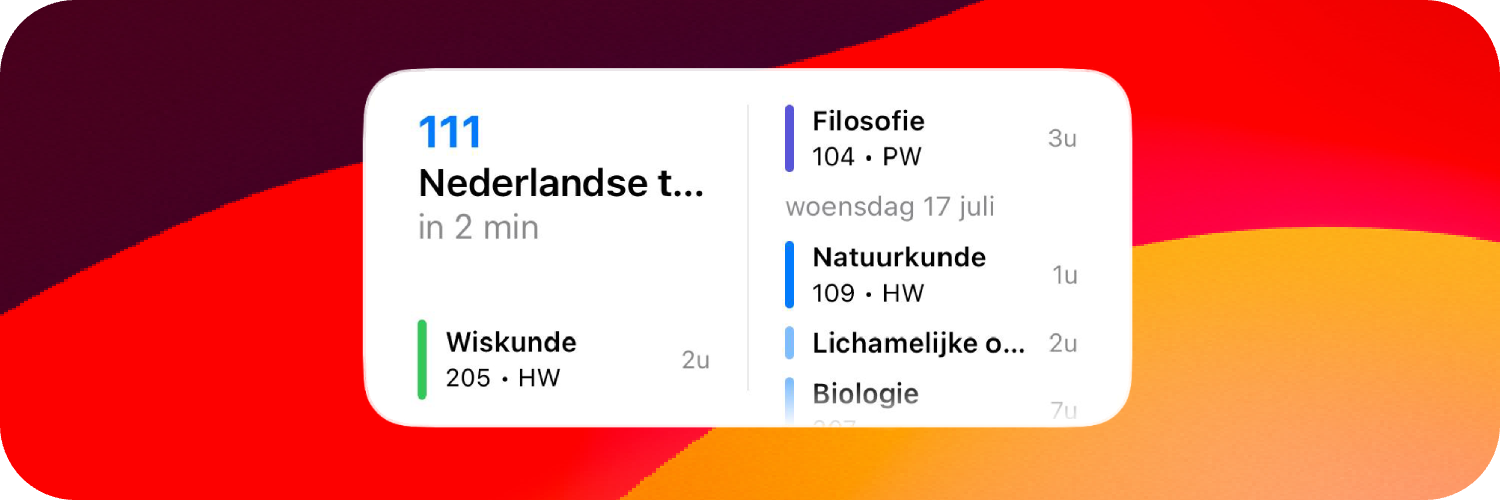 111
Nederlandse t...
in 2 min
Wiskunde
205 • HW
2u
Filosofie
104 • PW
3u
woensdag 17 juli
Natuurkunde
109 • HW
1u
Lichamelijke o...
2u
Biologie
7u